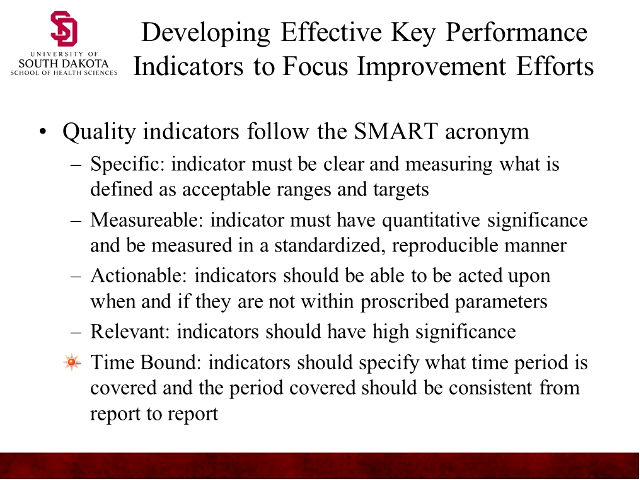 Developing Effective Key Performance
Indicators to Focus Improvement Efforts
UNIVERSITY OF
SOUTH DAKOTA
SCHOOL OF HEALTH SCIENCES
• Quality indicators follow the SMART acronym
– Specific: indicator must be clear and measuring what is
defined as acceptable ranges and targets
– Measureable: indicator must have quantitative significance
and be measured in a standardized, reproducible manner
– Actionable: indicators should be able to be acted upon
when and if they are not within proscribed parameters
– Relevant: indicators should have high significance
Time Bound: indicators should specify what time period is
covered and the period covered should be consistent from
report to report